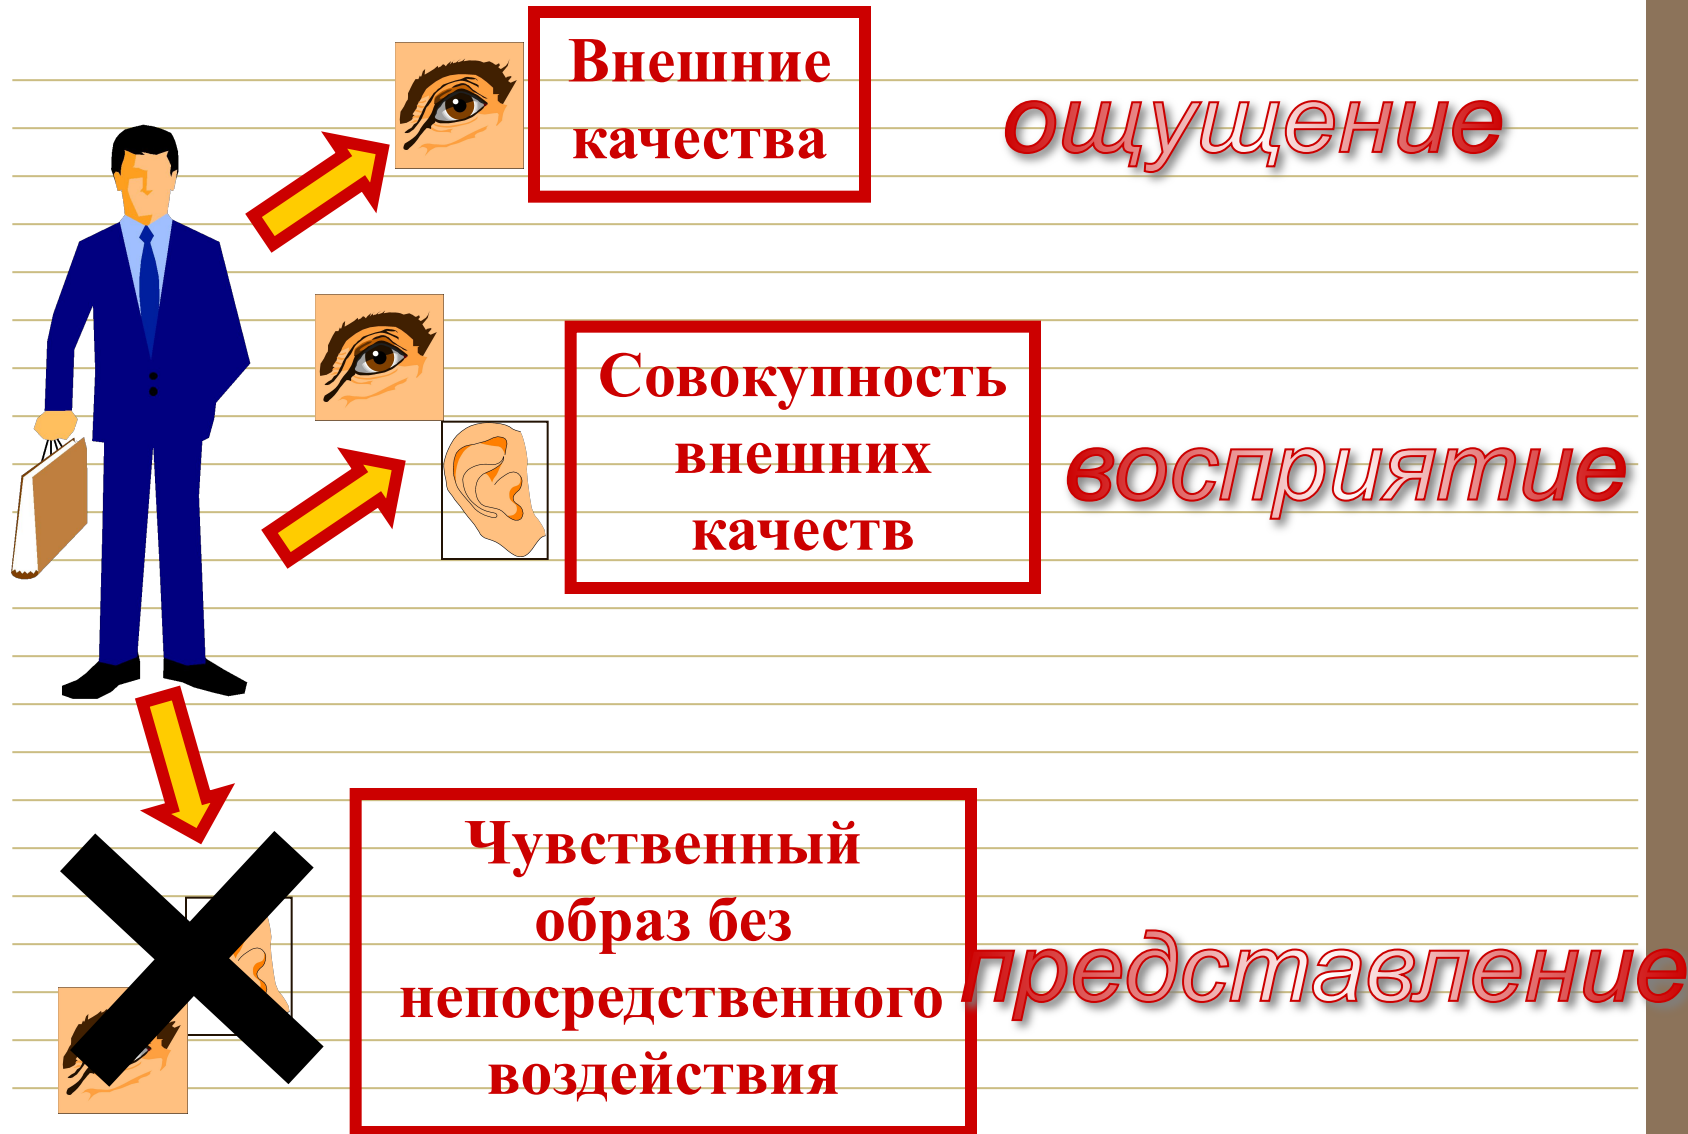 Внешние
качества
ощущение
Совокупность
внешних
качеств
восприятие
Чувственный
образ без
непосредственного
воздействия
представление